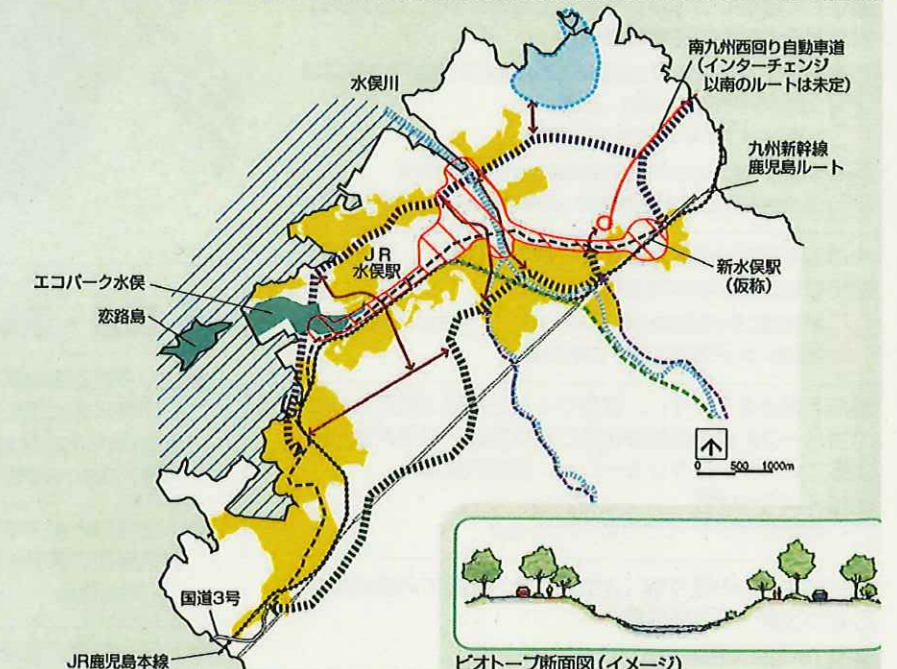 南九州西回り自動車道
(インターチェンジ
以南のルートは未定)
水俣川
九州新幹線
鹿児島ルート
JR
水俣駅
新水俣駅
(仮称)
エコパーク水俣
恋路島
0 500 1000m
国道3号
JR鹿児島本線
ビオトープ断面図(イメージ)